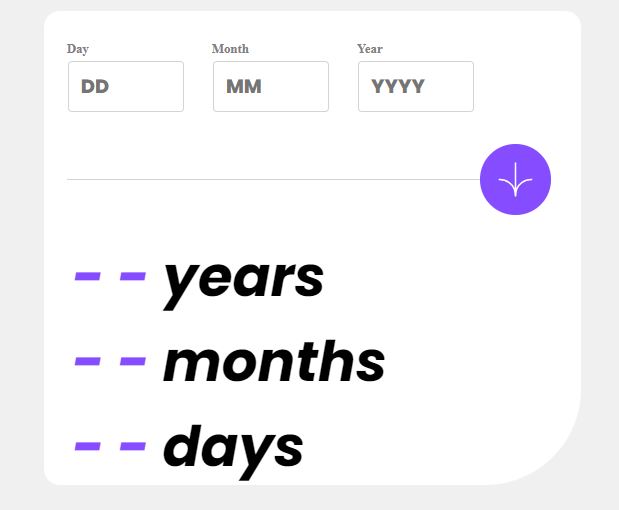 Day Month Year
DD MM YYYY
- - years
- - months
- - days